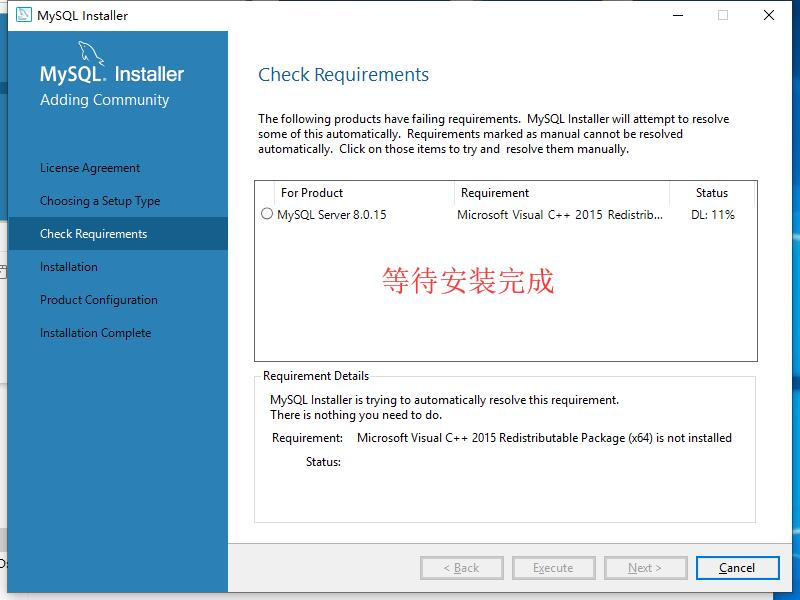 MySQL Installer
MySQL. Installer
Adding Community
License Agreement
Choosing a Setup Type
Check Requirements
Installation
Product Configuration
Installation Complete
Check Requirements
The following products have failing requirements. MySQL Installer will attempt to resolve
some of this automatically. Requirements marked as manual cannot be resolved
automatically. Click on those items to try and resolve them manually.
For Product Requirement Status
MySQL Server 8.0.15 Microsoft Visual C++ 2015 Redistrib... DL: 11%
等待安装完成
Requirement Details
MySQL Installer is trying to automatically resolve this requirement.
There is nothing you need to do.
Requirement: Microsoft Visual C++ 2015 Redistributable Package (x64) is not installed
Status:
< Back Execute Next > Cancel